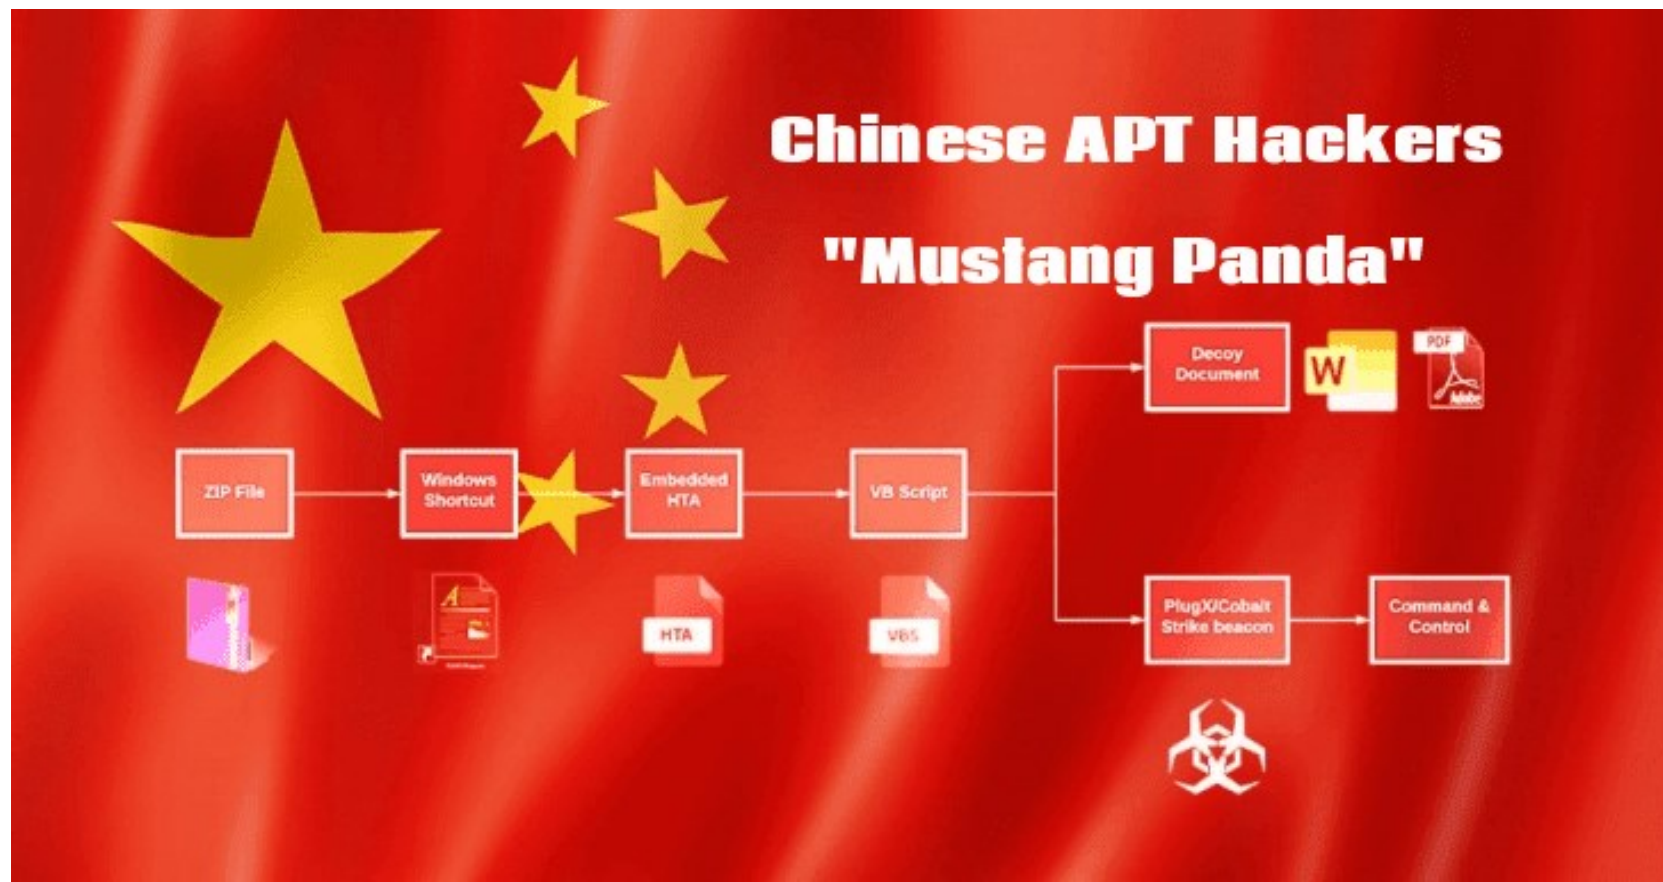 Chinese APT Hackers
"Mustang Panda"
Decoy
Document
W
PDF
Adobe
ZIP File
Windows
Shortcut
Embedded
HTA
VB Script
A
HTA
VBS
PlugX/Cobalt
Strike beacon
Command &
Control